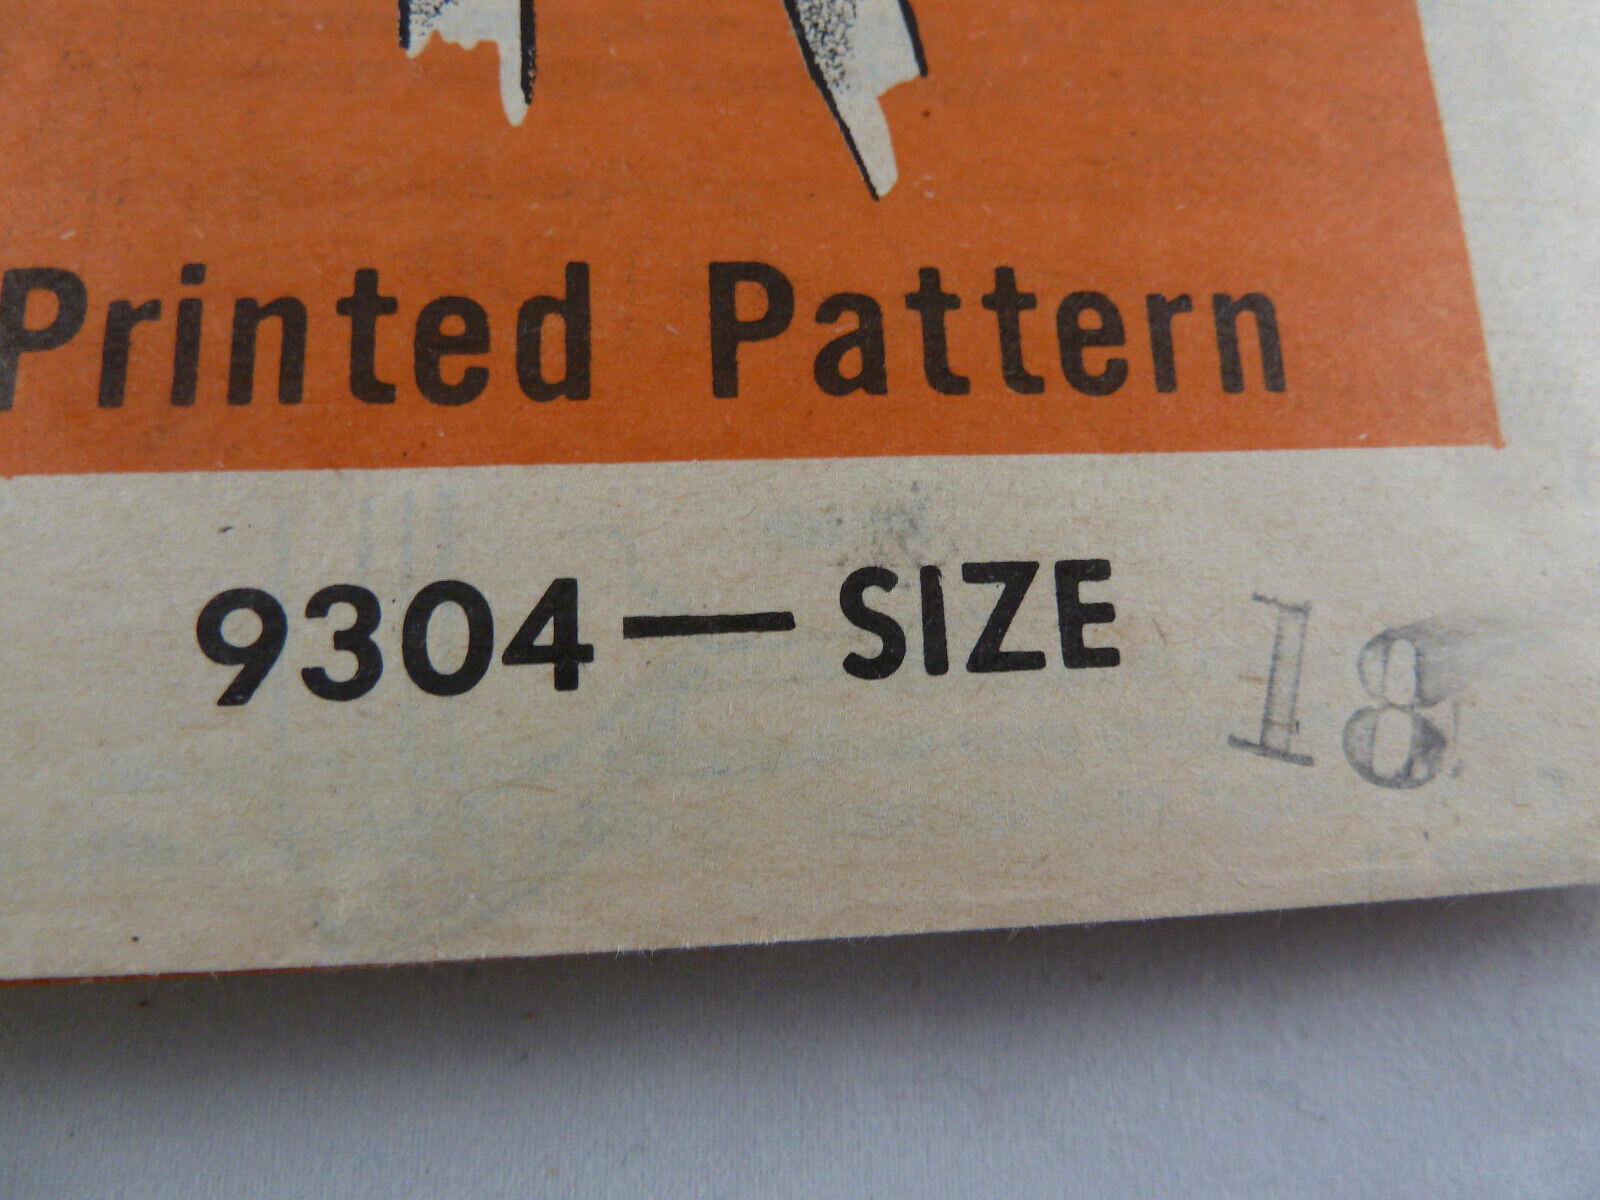 Printed Pattern
9304—SIZE 18